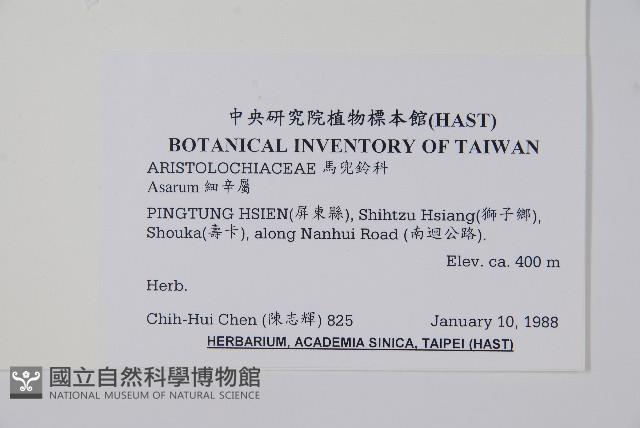 中央研究院植物標本館(HAST)
BOTANICAL INVENTORY OF TAIWAN
ARISTOLOCHIACEAE 馬兜鈴科
Asarum 細辛屬
PINGTUNG HSIEN(屏東縣), Shihtzu Hsiang(獅子鄉),
Shouka(壽卡), along Nanhui Road (南迴公路).
Elev. ca. 400 m
Herb.
Chih-Hui Chen (陳志輝) 825 January 10, 1988
HERBARIUM, ACADEMIA SINICA, TAIPEI (HAST)
國立自然科學博物館
NATIONAL MUSEUM OF NATURAL SCIENCE